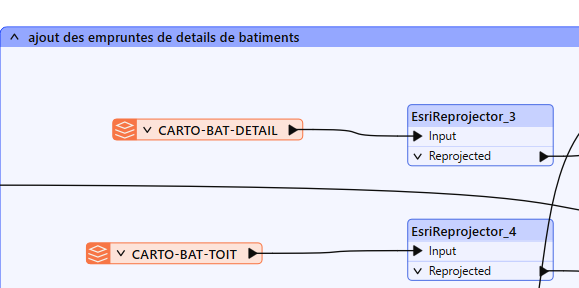 ajout des empruntes de details de batiments
EsriReprojector_3
CARTO-BAT-DETAIL
Input
Reprojected
EsriReprojector_4
CARTO-BAT-TOIT
Input
Reprojected